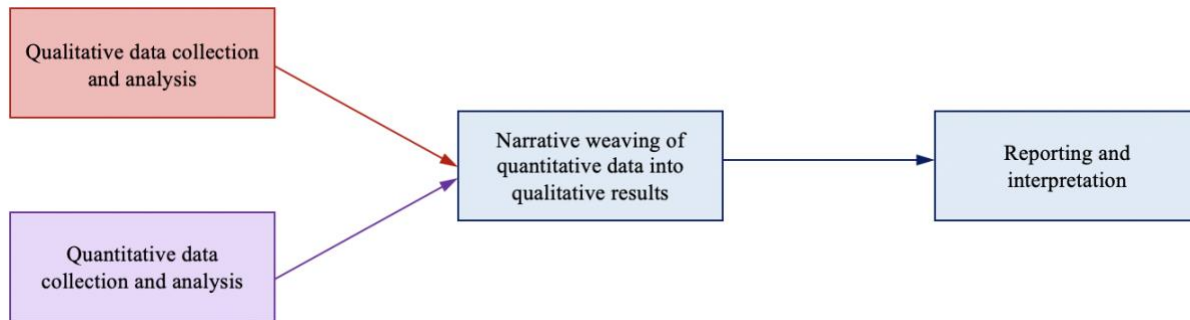 Qualitative data collection
and analysis
Narrative weaving of
quantitative data into
qualitative results
Reporting and
interpretation
Quantitative data
collection and analysis